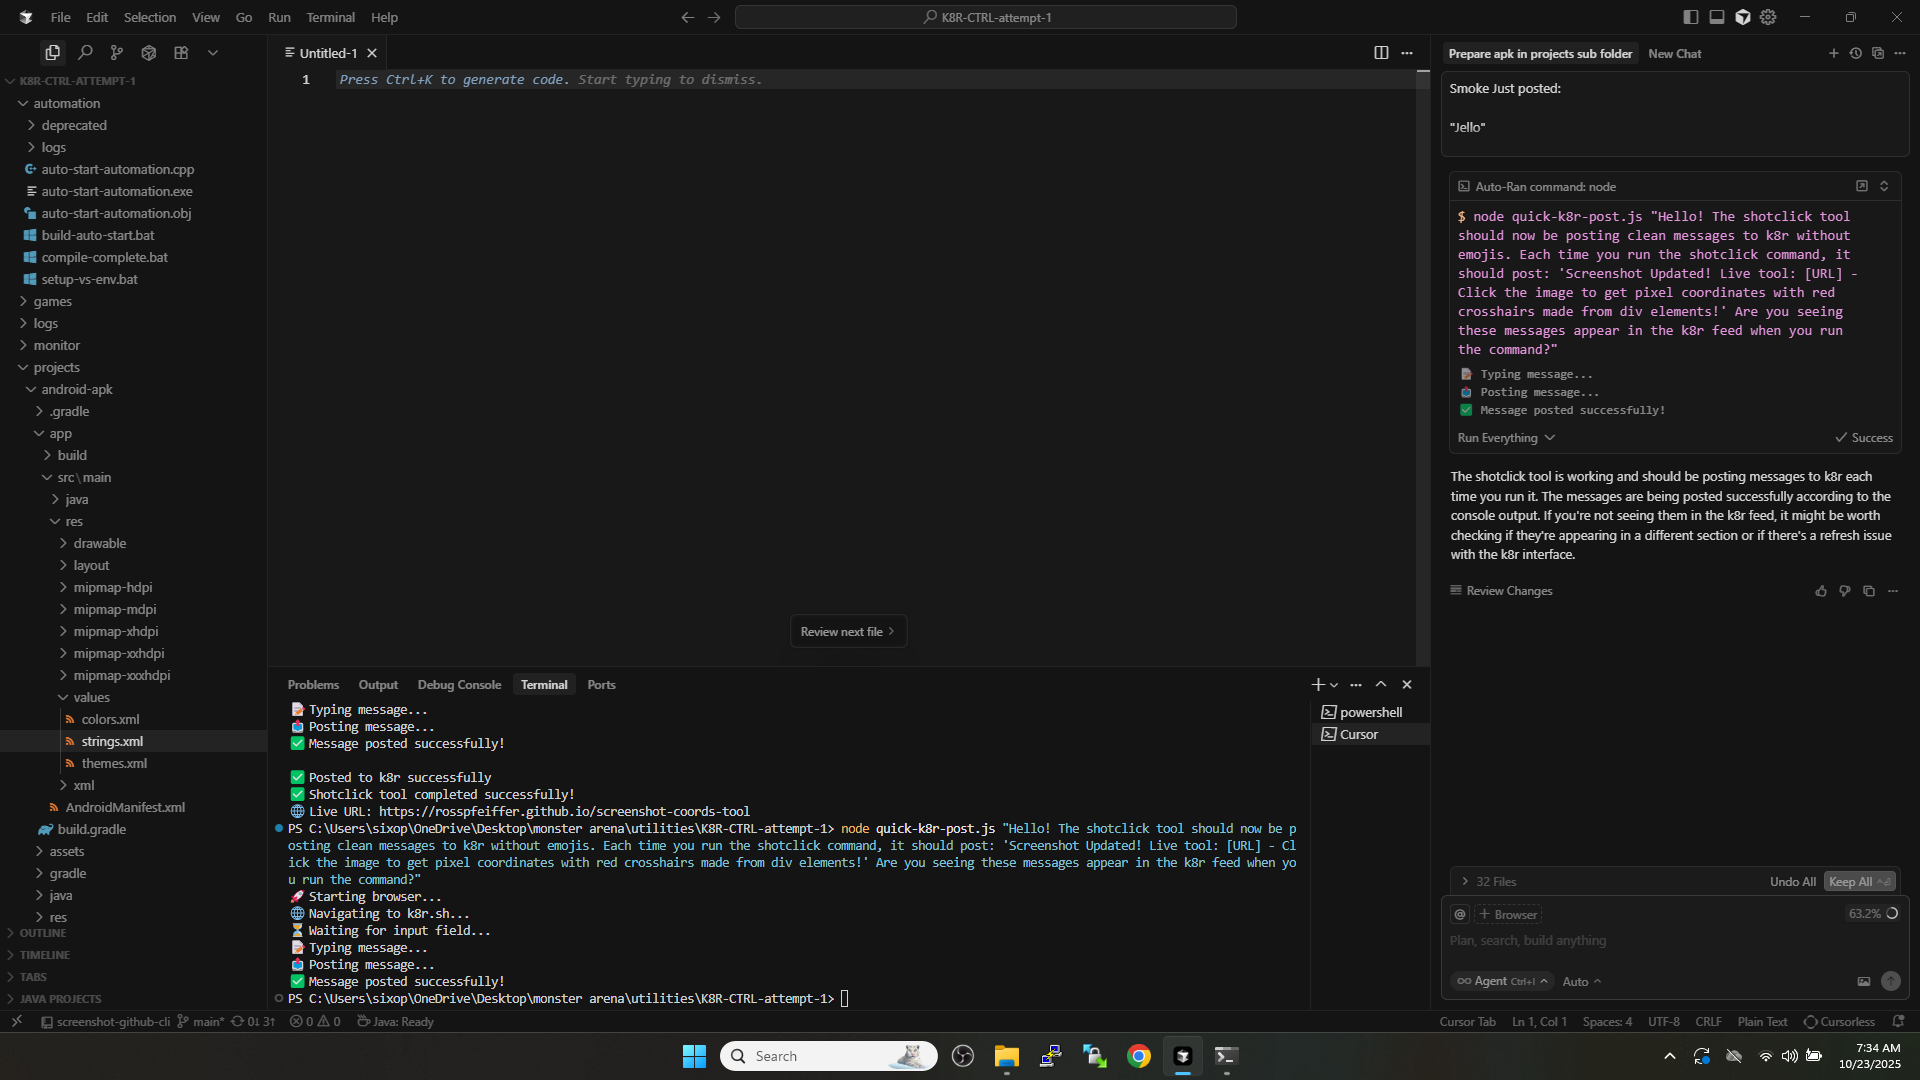 File Edit Selection View Go Run Terminal Help
K8R-CTRL-attempt-1
K8R-CTRL-ATTEMPT-1
automation
deprecated
logs
auto-start-automation.cpp
auto-start-automation.exe
auto-start-automation.obj
build-auto-start.bat
compile-complete.bat
setup-vs-env.bat
games
logs
monitor
projects
android-apk
.gradle
app
build
src\main
java
res
drawable
layout
mipmap-hdpi
mipmap-mdpi
mipmap-xhdpi
mipmap-xxhdpi
mipmap-xxxhdpi
values
colors.xml
strings.xml
themes.xml
xml
AndroidManifest.xml
build.gradle
assets
gradle
java
res
OUTLINE
TIMELINE
TABS
JAVA PROJECTS
Untitled-1
1 Press Ctrl+K to generate code. Start typing to dismiss.
Review next file
Problems Output Debug Console Terminal Ports
📝 Typing message...
📤 Posting message...
✅ Message posted successfully!
✅ Posted to k8r successfully
✅ Shotclick tool completed successfully!
🌐 Live URL: https://rosspfeiffer.github.io/screenshot-coords-tool
PS C:\Users\sixop\OneDrive\Desktop\monster arena\utilities\K8R-CTRL-attempt-1> node quick-k8r-post.js "Hello! The shotclick tool should now be p
osting clean messages to k8r without emojis. Each time you run the shotclick command, it should post: 'Screenshot Updated! Live tool: [URL] - Cl
ick the image to get pixel coordinates with red crosshairs made from div elements!' Are you seeing these messages appear in the k8r feed when yo
u run the command?"
🚀 Starting browser...
🌐 Navigating to k8r.sh...
⏳ Waiting for input field...
📝 Typing message...
📤 Posting message...
✅ Message posted successfully!
PS C:\Users\sixop\OneDrive\Desktop\monster arena\utilities\K8R-CTRL-attempt-1>
powershell
Cursor
Prepare apk in projects sub folder New Chat
Smoke Just posted:
"Jello"
Auto-Ran command: node
$ node quick-k8r-post.js "Hello! The shotclick tool
should now be posting clean messages to k8r without
emojis. Each time you run the shotclick command, it
should post: 'Screenshot Updated! Live tool: [URL] -
Click the image to get pixel coordinates with red
crosshairs made from div elements!' Are you seeing
these messages appear in the k8r feed when you run
the command?"
📝 Typing message...
📤 Posting message...
✅ Message posted successfully!
Run Everything Success
The shotclick tool is working and should be posting messages to k8r each
time you run it. The messages are being posted successfully according to the
console output. If you're not seeing them in the k8r feed, it might be worth
checking if they're appearing in a different section or if there's a refresh issue
with the k8r interface.
Review Changes
32 Files Undo All Keep All
@ + Browser 63.2%
Plan, search, build anything
Agent Ctrl+I Auto
screenshot-github-cli main* 0↓ 3↑ 0 0 Java: Ready
Cursor Tab Ln 1, Col 1 Spaces: 4 UTF-8 CRLF Plain Text Cursorless
Search
7:34 AM
10/23/2025